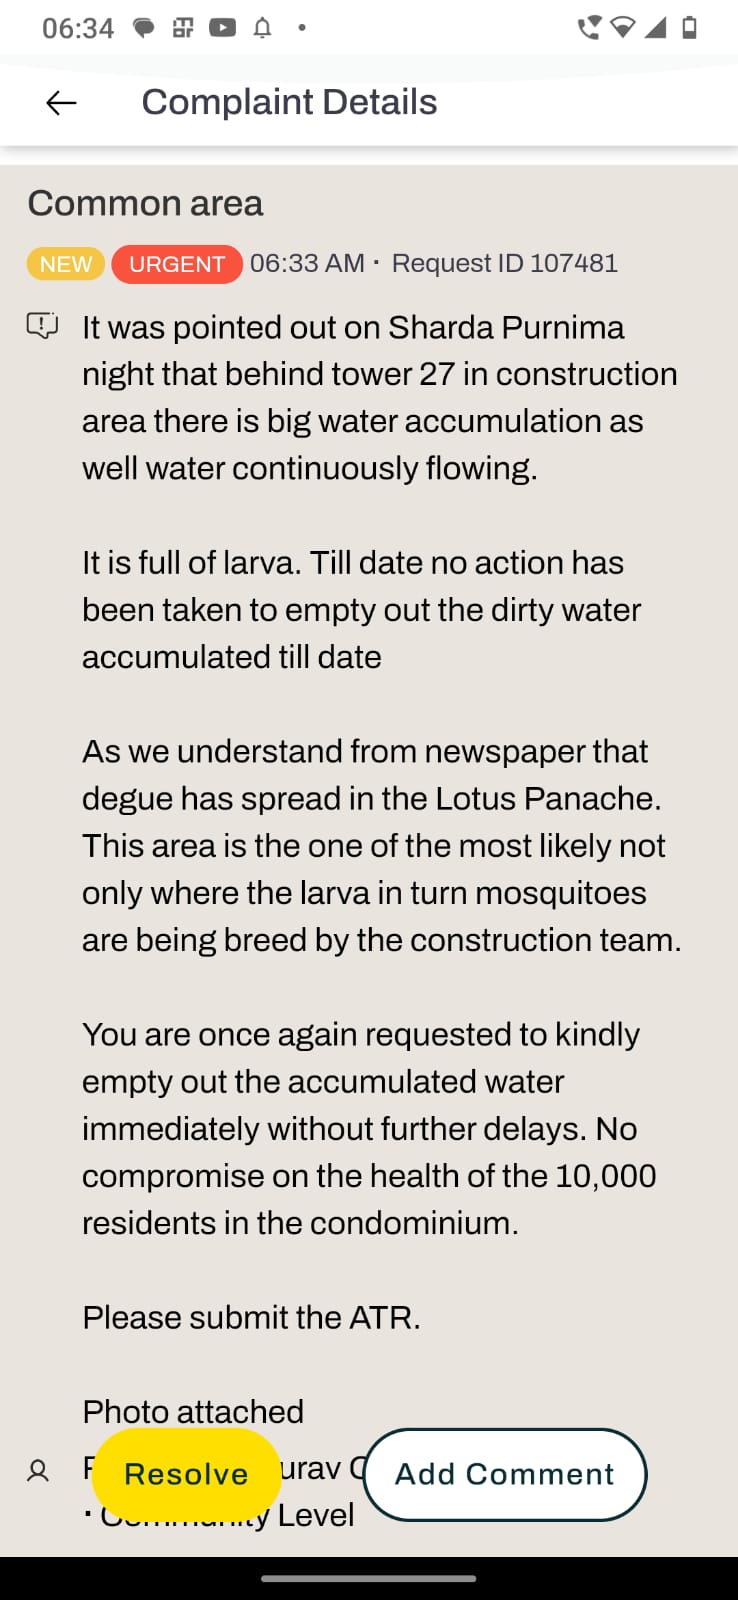 06:34
Complaint Details
Common area
NEW URGENT 06:33 AM · Request ID 107481
It was pointed out on Sharda Purnima
night that behind tower 27 in construction
area there is big water accumulation as
well water continuously flowing.
It is full of larva. Till date no action has
been taken to empty out the dirty water
accumulated till date
As we understand from newspaper that
degue has spread in the Lotus Panache.
This area is the one of the most likely not
only where the larva in turn mosquitoes
are being breed by the construction team.
You are once again requested to kindly
empty out the accumulated water
immediately without further delays. No
compromise on the health of the 10,000
residents in the condominium.
Please submit the ATR.
Photo attached
Resolve Add Comment
· Level